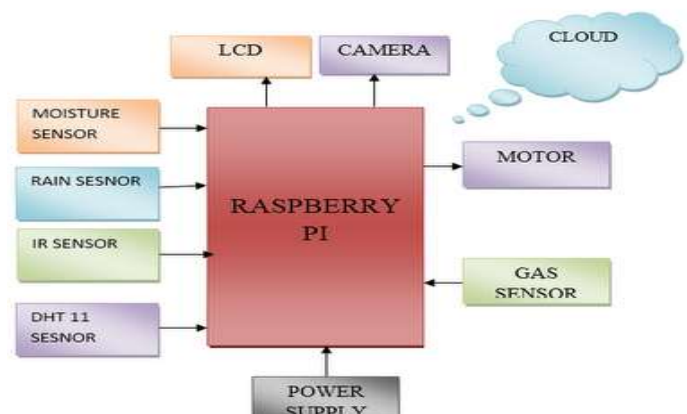 LCD
CAMERA
CLOUD
MOISTURE
SENSOR
RAIN SESNOR
IR SENSOR
DHT 11
SESNOR
RASPBERRY
PI
MOTOR
GAS
SENSOR
POWER
SUPPLY